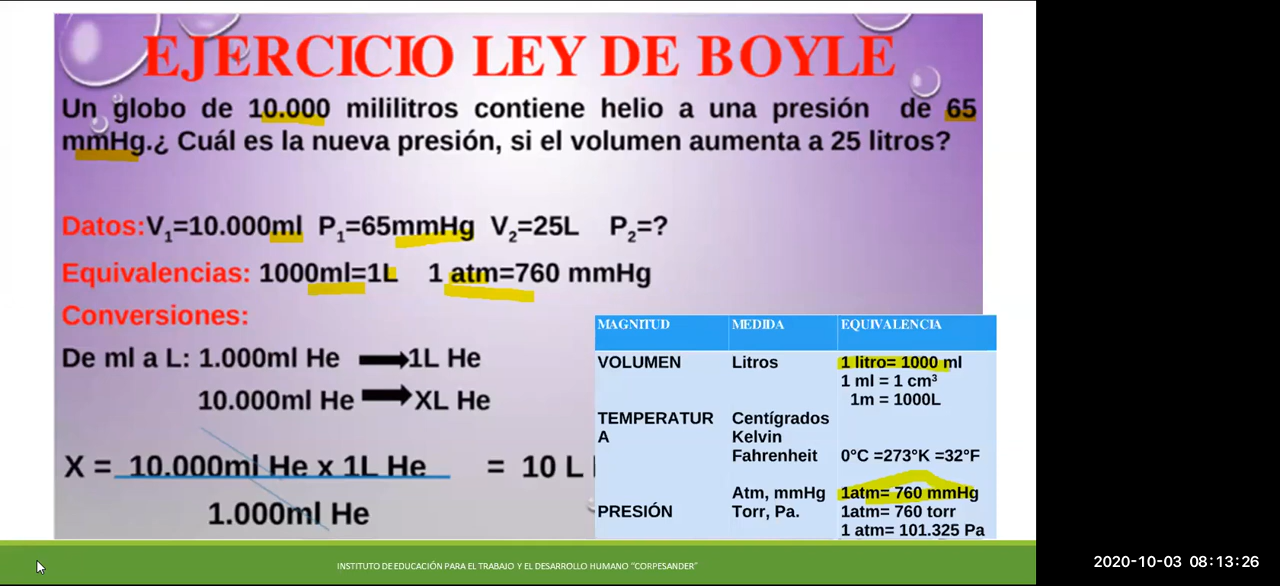 EJERCICIO LEY DE BOYLE
Un globo de 10.000 mililitros contiene helio a una presión de 65
mmHg.¿ Cuál es la nueva presión, si el volumen aumenta a 25 litros?
Datos:V₁=10.000ml P₁=65mmHg V₂=25L P₂=?
Equivalencias: 1000ml=1L 1 atm=760 mmHg
Conversiones:
De ml a L: 1.000ml He 1L He
10.000ml He XL He
X = 10.000ml He x 1L He = 10 L
1.000ml He
MAGNITUD MEDIDA EQUIVALENCIA
VOLUMEN Litros 1 litro= 1000 ml
1 ml = 1 cm³
1m = 1000L
TEMPERATUR Centígrados
A Kelvin
Fahrenheit 0°C =273°K =32°F
Atm, mmHg 1atm= 760 mmHg
PRESIÓN Torr, Pa. 1atm= 760 torr
1 atm= 101.325 Pa
INSTITUTO DE EDUCACIÓN PARA EL TRABAJO Y EL DESARROLLO HUMANO "CORPESANDER"
2020-10-03 08:13:26